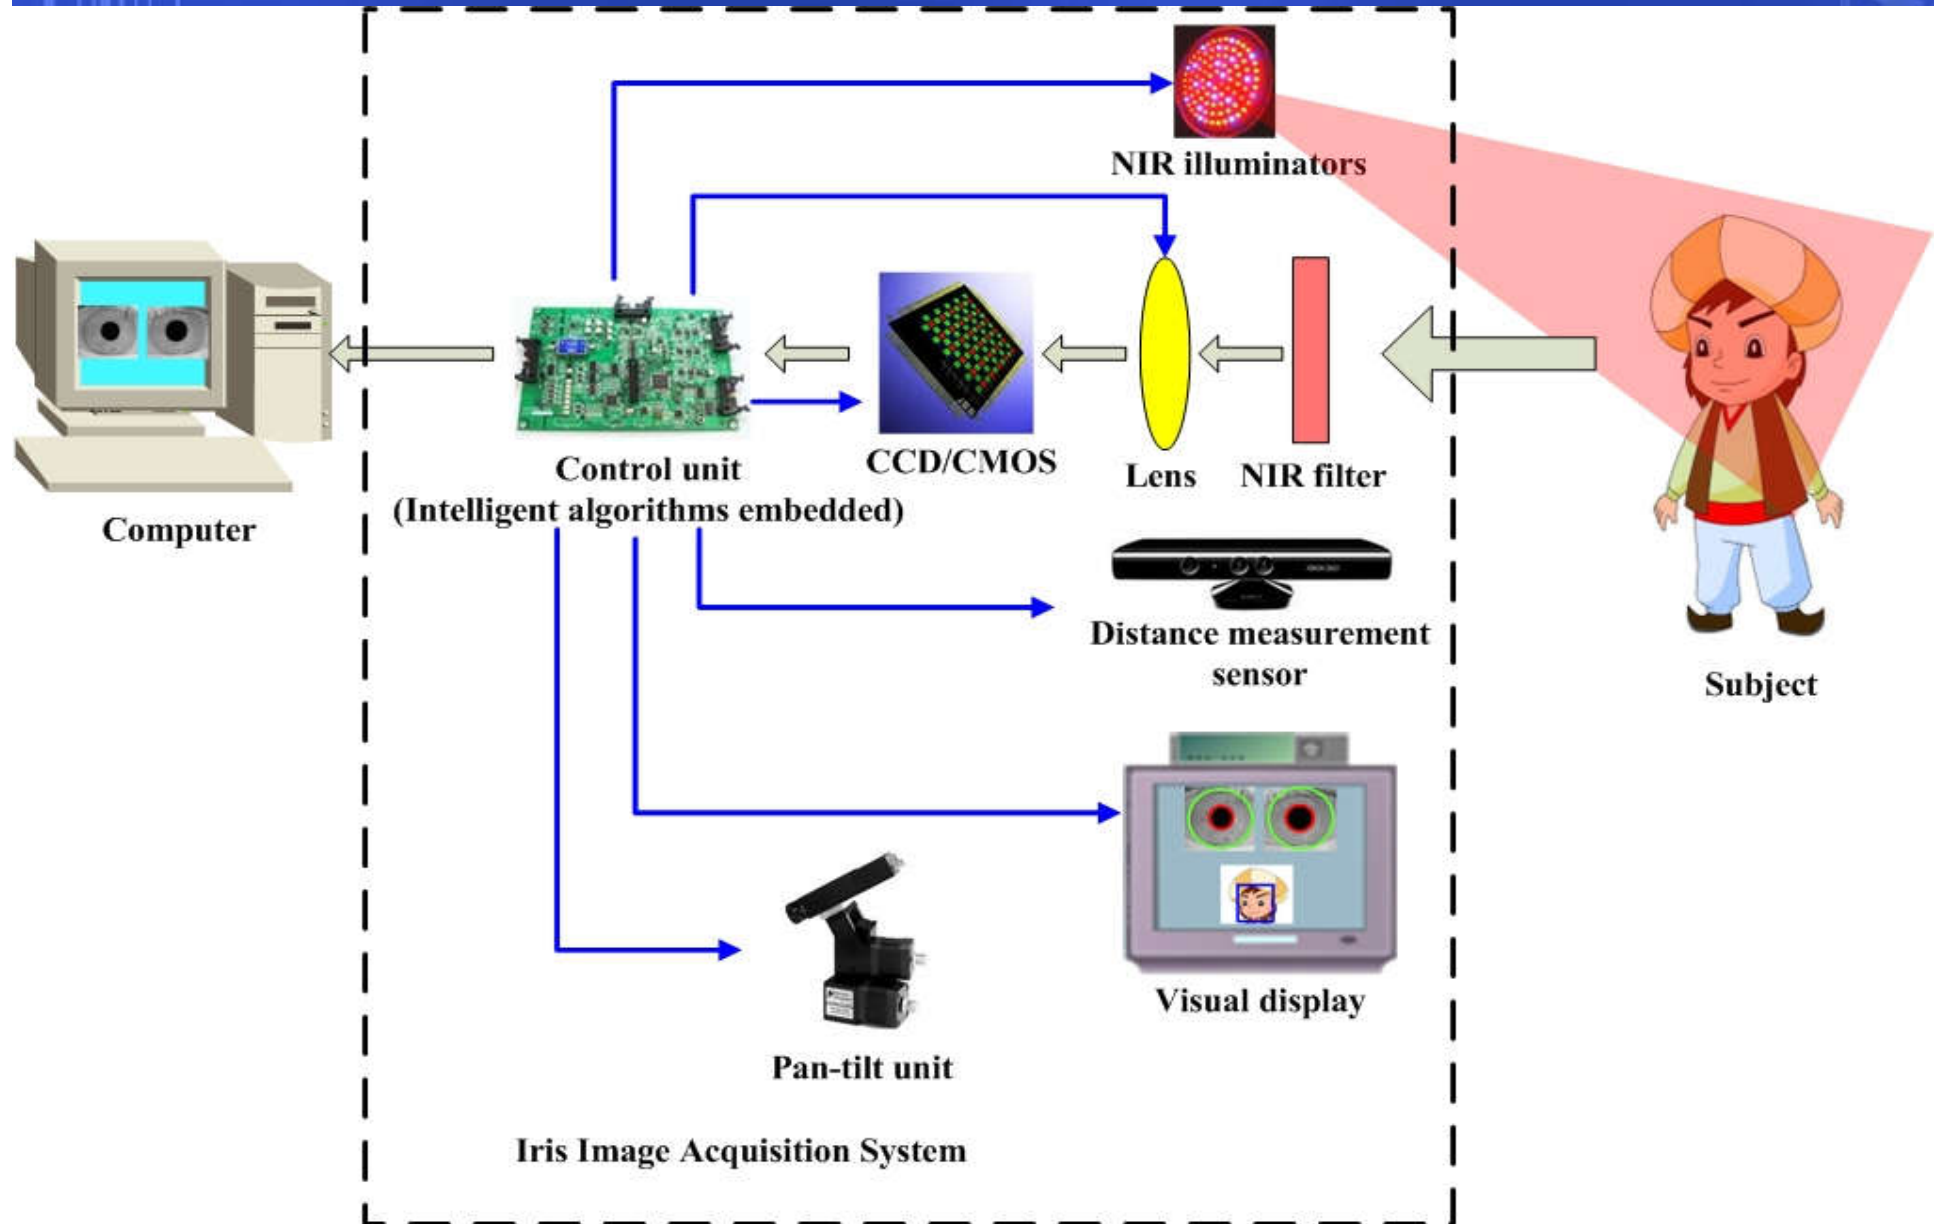 NIR illuminators
Computer
Control unit
(Intelligent algorithms embedded)
CCD/CMOS
Lens
NIR filter
Distance measurement
sensor
Subject
Visual display
Pan-tilt unit
Iris Image Acquisition System